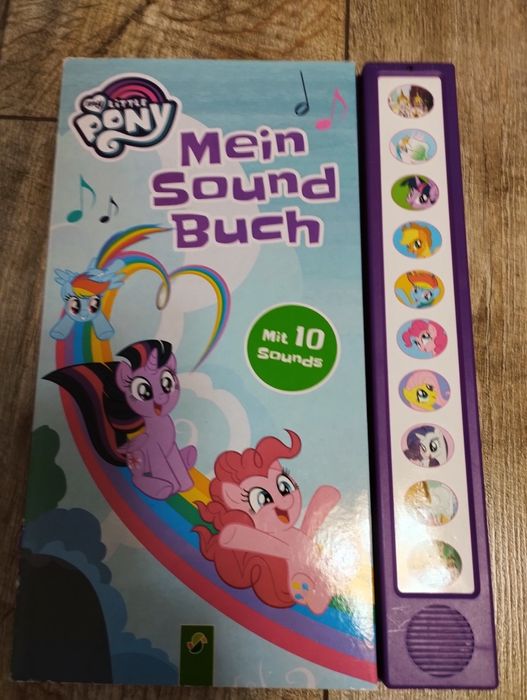 my LITTLE
PONY
Mein
Sound
Buch
Mit 10
Sounds